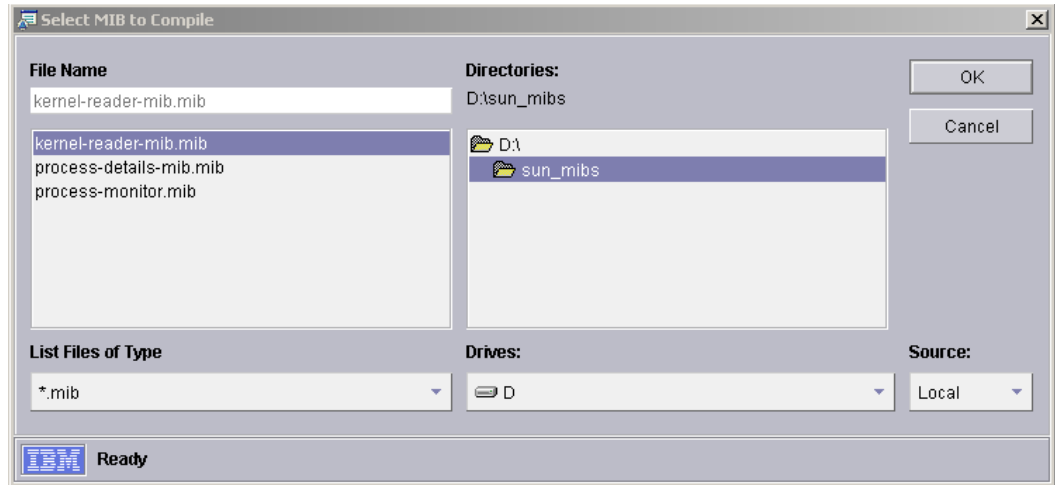 Select MIB to Compile
File Name
kernel-reader-mib.mib
kernel-reader-mib.mib
process-details-mib.mib
process-monitor.mib
Directories:
D:\sun_mibs
D:\
sun_mibs
OK
Cancel
List Files of Type
*.mib
Drives:
D
Source:
Local
IBM
Ready